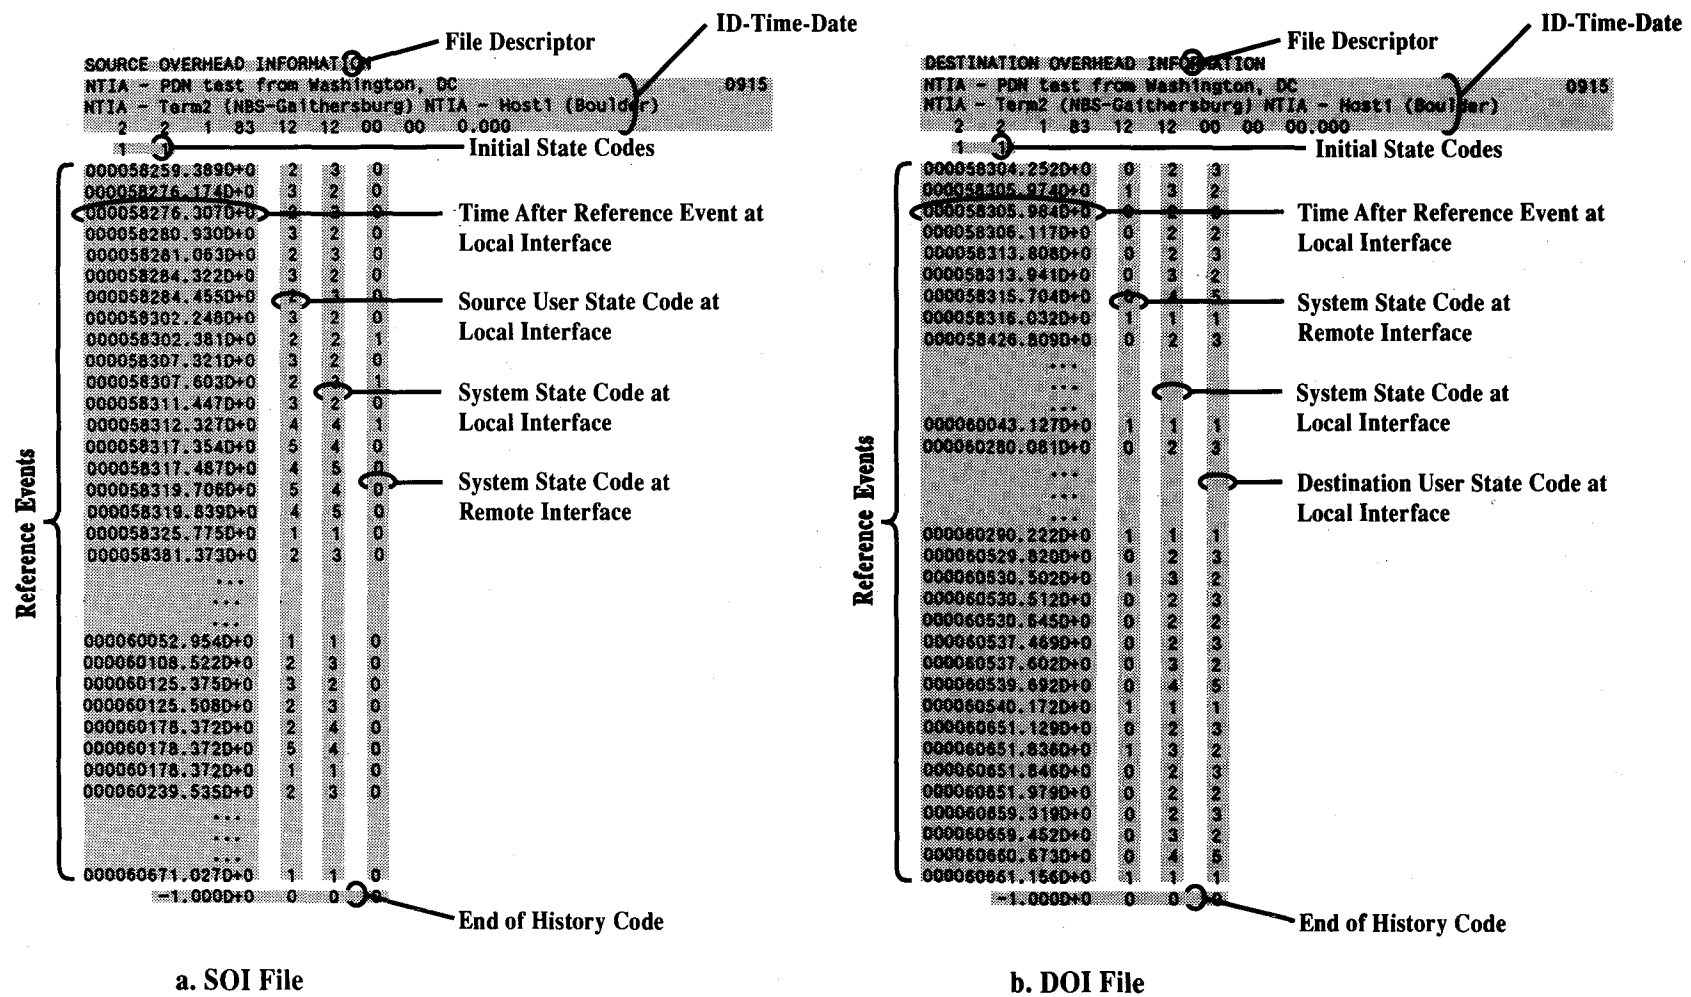 SOURCE OVERHEAD INFORMATION
File Descriptor
ID-Time-Date
NTIA - PDN test from Washington, DC 0915
NTIA - Term2 (NBS-Gaithersburg) NTIA - Host1 (Boulder)
2 2 1 83 12 12 00 00 0.000
1 1
Initial State Codes
Reference Events
000058259.389D+0 2 3 0
000058276.174D+0 3 2 0
000058276.307D+0 2 3 0
000058280.930D+0 3 2 0
000058281.063D+0 2 3 0
000058284.322D+0 3 2 0
000058284.455D+0 2 3 0
000058302.248D+0 3 2 0
000058302.381D+0 2 2 1
000058307.321D+0 3 2 0
000058307.603D+0 2 2 1
000058311.447D+0 3 2 0
000058312.327D+0 4 4 1
000058317.354D+0 5 4 0
000058317.487D+0 4 5 0
000058319.706D+0 5 4 0
000058319.839D+0 4 5 0
000058325.775D+0 1 1 0
000058381.373D+0 2 3 0
...
...
...
000060052.954D+0 1 1 0
000060108.522D+0 2 3 0
000060125.375D+0 3 2 0
000060125.508D+0 2 3 0
000060178.372D+0 2 4 0
000060178.372D+0 5 4 0
000060178.372D+0 1 1 0
000060239.535D+0 2 3 0
...
...
...
000060671.027D+0 1 1 0
-1.000D+0 0 0 0
Time After Reference Event at
Local Interface
Source User State Code at
Local Interface
System State Code at
Local Interface
System State Code at
Remote Interface
End of History Code
a. SOI File
DESTINATION OVERHEAD INFORMATION
File Descriptor
ID-Time-Date
NTIA - PDN test from Washington, DC 0915
NTIA - Term2 (NBS-Gaithersburg) NTIA - Host1 (Boulder)
2 2 1 83 12 12 00 00 00.000
1 1
Initial State Codes
Reference Events
000058304.252D+0 0 2 3
000058305.974D+0 1 3 2
000058305.984D+0 0 2 3
000058306.117D+0 0 2 2
000058313.808D+0 0 2 3
000058313.941D+0 0 3 2
000058315.704D+0 0 4 5
000058316.032D+0 1 1 1
000058426.809D+0 0 2 3
...
...
...
000060043.127D+0 1 1 1
000060280.081D+0 0 2 3
...
...
...
000060290.222D+0 1 1 1
000060529.820D+0 0 2 3
000060530.502D+0 1 3 2
000060530.512D+0 0 2 3
000060530.645D+0 0 2 2
000060537.469D+0 0 2 3
000060537.602D+0 0 3 2
000060539.692D+0 0 4 5
000060540.172D+0 1 1 1
000060651.129D+0 0 2 3
000060651.836D+0 1 3 2
000060651.846D+0 0 2 3
000060651.979D+0 0 2 2
000060659.319D+0 0 2 3
000060659.452D+0 0 3 2
000060660.673D+0 0 4 5
000060661.156D+0 1 1 1
-1.000D+0 0 0 0
Time After Reference Event at
Local Interface
System State Code at
Remote Interface
System State Code at
Local Interface
Destination User State Code at
Local Interface
End of History Code
b. DOI File